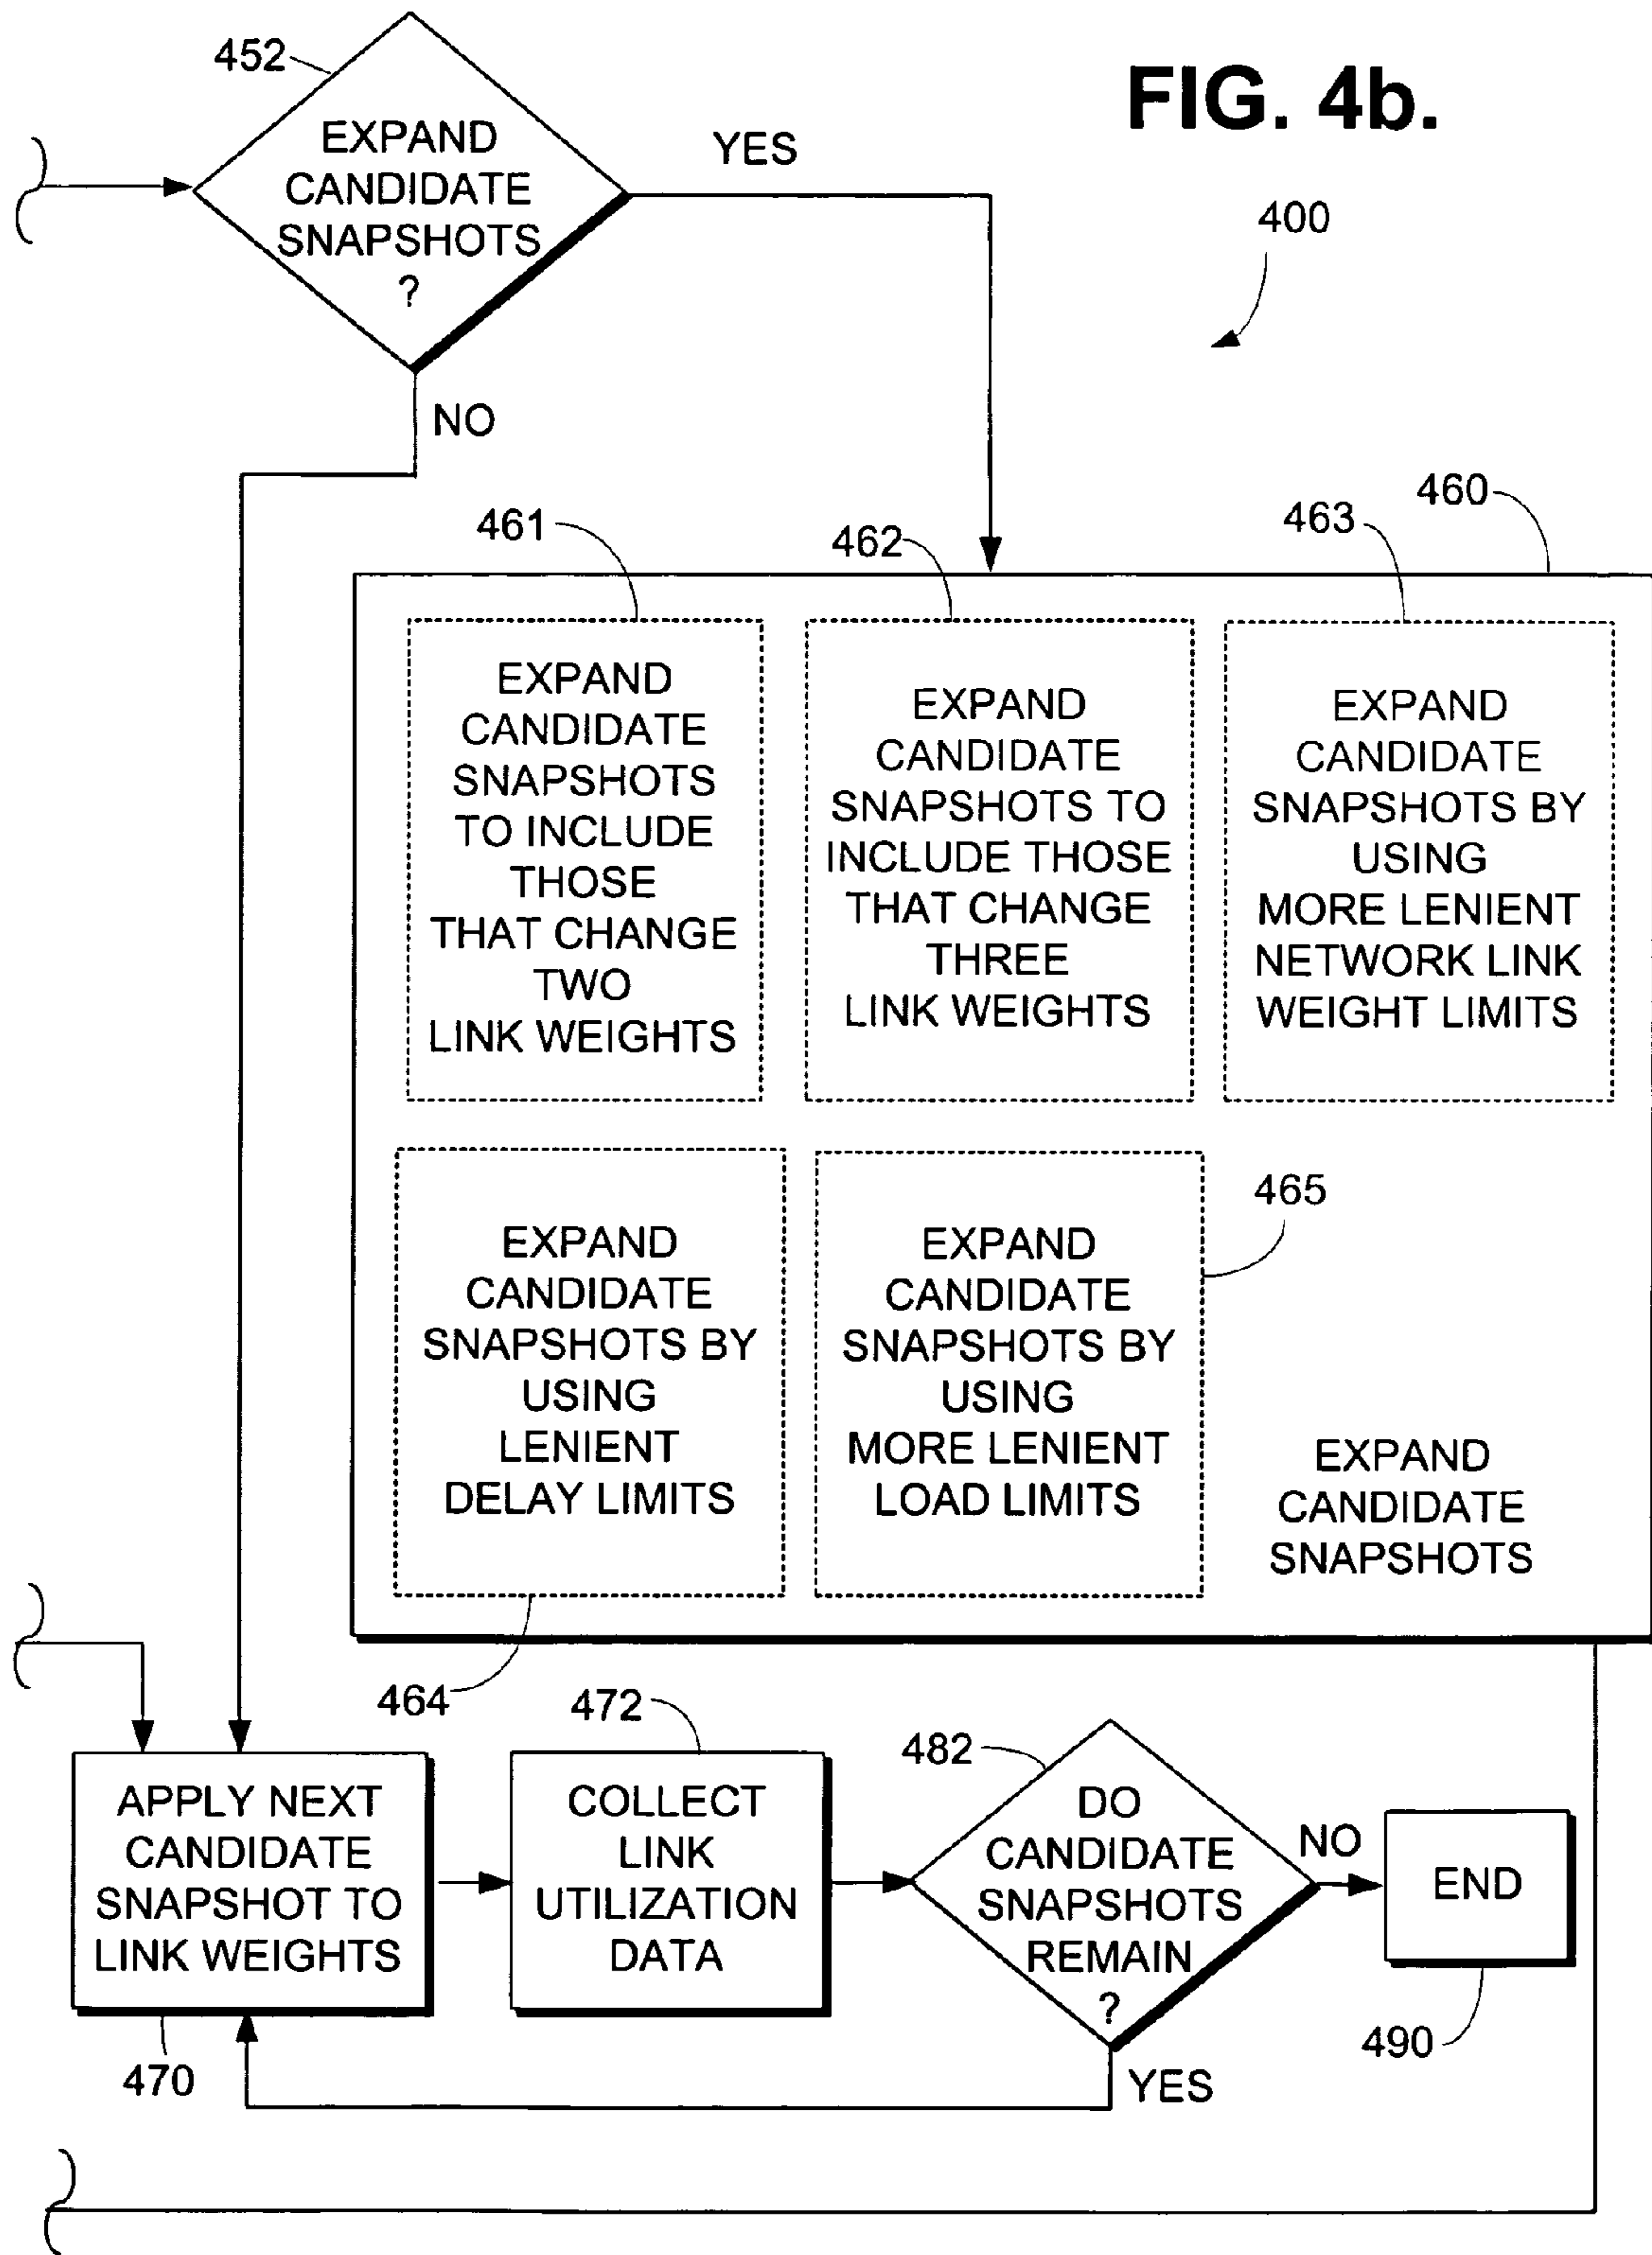 FIG. 4b.
452
EXPAND
CANDIDATE
SNAPSHOTS
?
YES
NO
400
460
461
462
463
EXPAND
CANDIDATE
SNAPSHOTS
TO INCLUDE
THOSE
THAT CHANGE
TWO
LINK WEIGHTS
EXPAND
CANDIDATE
SNAPSHOTS TO
INCLUDE THOSE
THAT CHANGE
THREE
LINK WEIGHTS
EXPAND
CANDIDATE
SNAPSHOTS BY
USING
MORE LENIENT
NETWORK LINK
WEIGHT LIMITS
EXPAND
CANDIDATE
SNAPSHOTS BY
USING
LENIENT
DELAY LIMITS
EXPAND
CANDIDATE
SNAPSHOTS BY
USING
MORE LENIENT
LOAD LIMITS
465
EXPAND
CANDIDATE
SNAPSHOTS
464
472
482
APPLY NEXT
CANDIDATE
SNAPSHOT TO
LINK WEIGHTS
COLLECT
LINK
UTILIZATION
DATA
DO
CANDIDATE
SNAPSHOTS
REMAIN
?
NO
END
470
YES
490